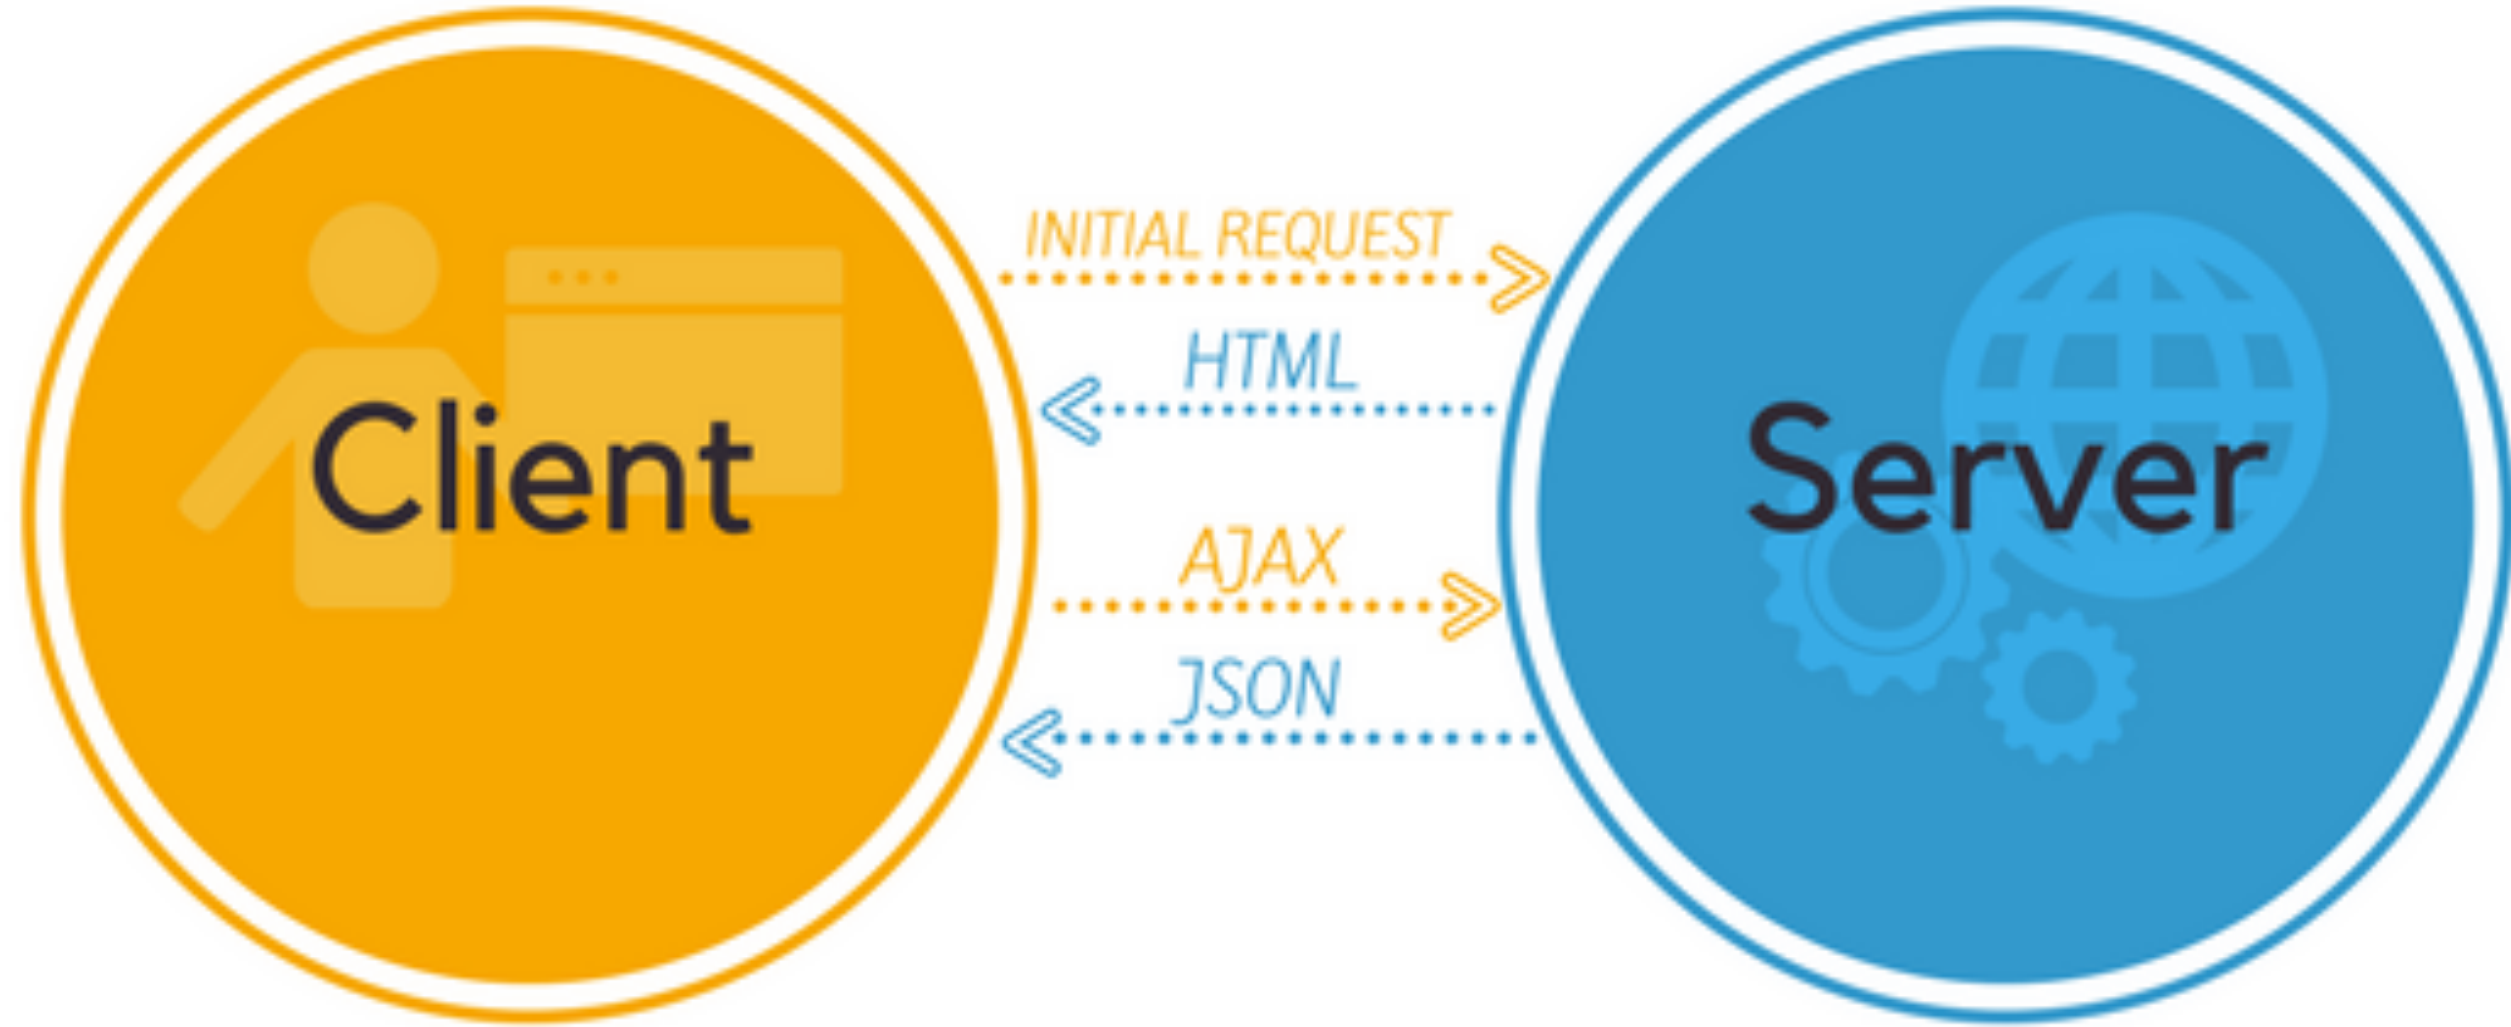 INITIAL REQUEST
HTML
Client
Server
AJAX
JSON